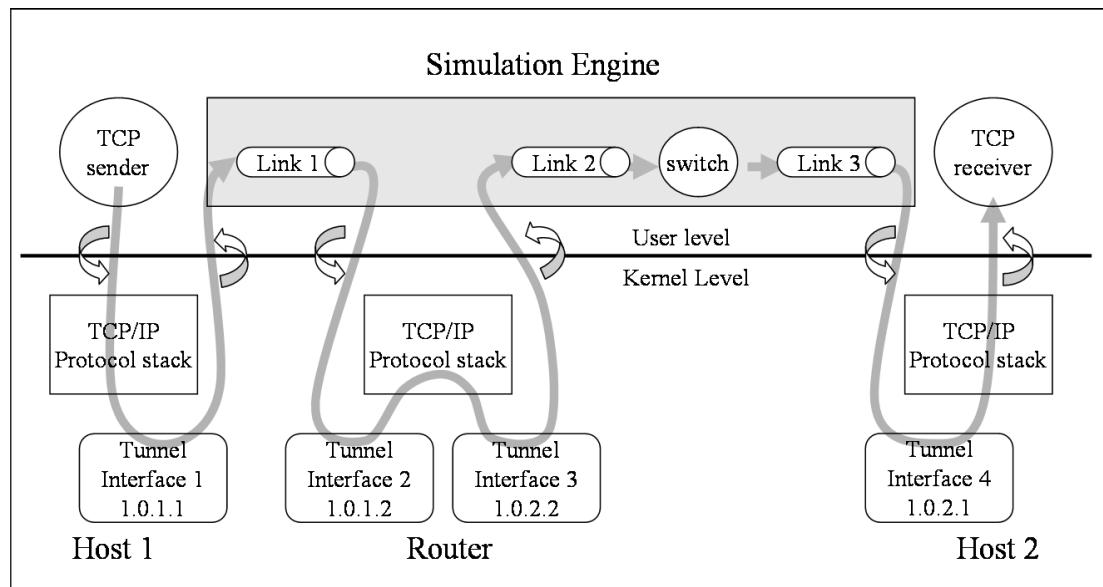 Simulation Engine
TCP
sender
Link 1
Link 2
switch
Link 3
TCP
receiver
User level
Kernel Level
TCP/IP
Protocol stack
TCP/IP
Protocol stack
TCP/IP
Protocol stack
Tunnel
Interface 1
1.0.1.1
Tunnel
Interface 2
1.0.1.2
Tunnel
Interface 3
1.0.2.2
Tunnel
Interface 4
1.0.2.1
Host 1
Router
Host 2